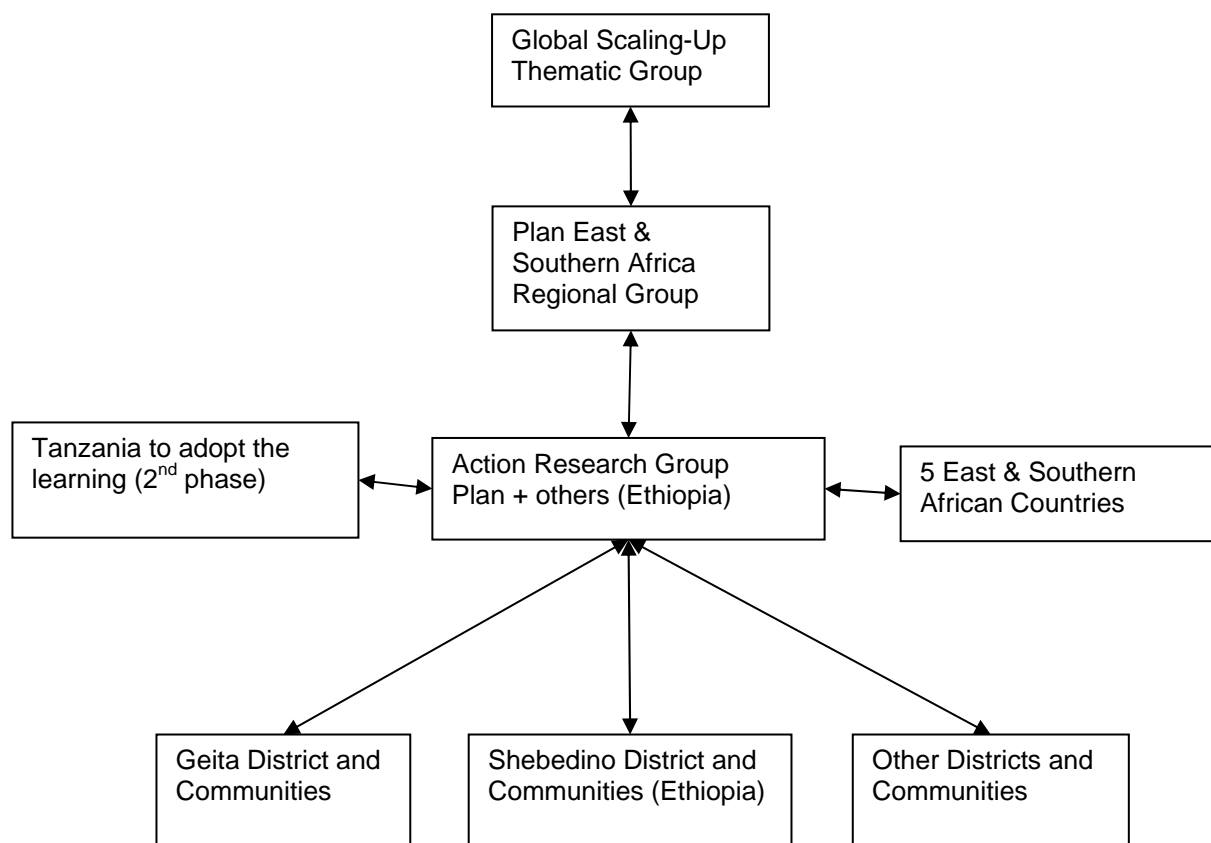 Global Scaling-Up
Thematic Group
Plan East &
Southern Africa
Regional Group
Tanzania to adopt the
learning (2nd phase)
Action Research Group
Plan + others (Ethiopia)
5 East & Southern
African Countries
Geita District and
Communities
Shebedino District and
Communities (Ethiopia)
Other Districts and
Communities